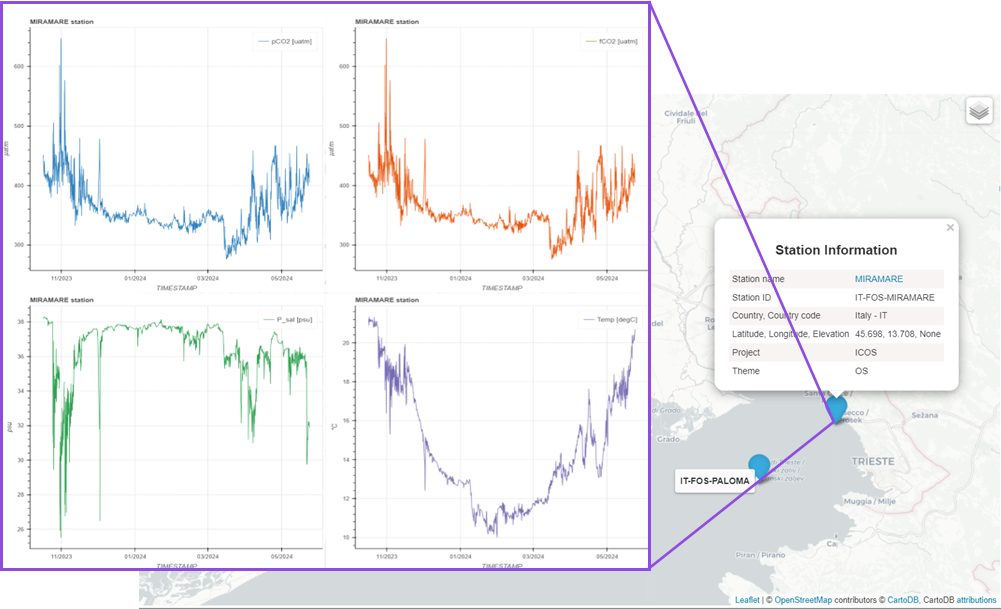 MIRAMARE station
pCO2 [uatm]
600
500
400
300
µatm
11/2023
01/2024
03/2024
05/2024
TIMESTAMP
MIRAMARE station
fCO2 [uatm]
600
500
400
300
µatm
11/2023
01/2024
03/2024
05/2024
TIMESTAMP
MIRAMARE station
P_sal [psu]
38
36
34
32
30
28
26
psu
11/2023
01/2024
03/2024
05/2024
TIMESTAMP
MIRAMARE station
Temp [degC]
20
18
16
14
12
10
°C
11/2023
01/2024
03/2024
05/2024
TIMESTAMP
Cividale del
Friuli
×
Station Information
Station name MIRAMARE
Station ID IT-FOS-MIRAMARE
Country, Country code Italy - IT
Latitude, Longitude, Elevation 45.698, 13.708, None
Project ICOS
Theme OS
di Grado
Grado
Sežana
TRIESTE
IT-FOS-PALOMA
Muggia / Milje
Piran / Pirano
Leaflet | © OpenStreetMap contributors © CartoDB, CartoDB attributions